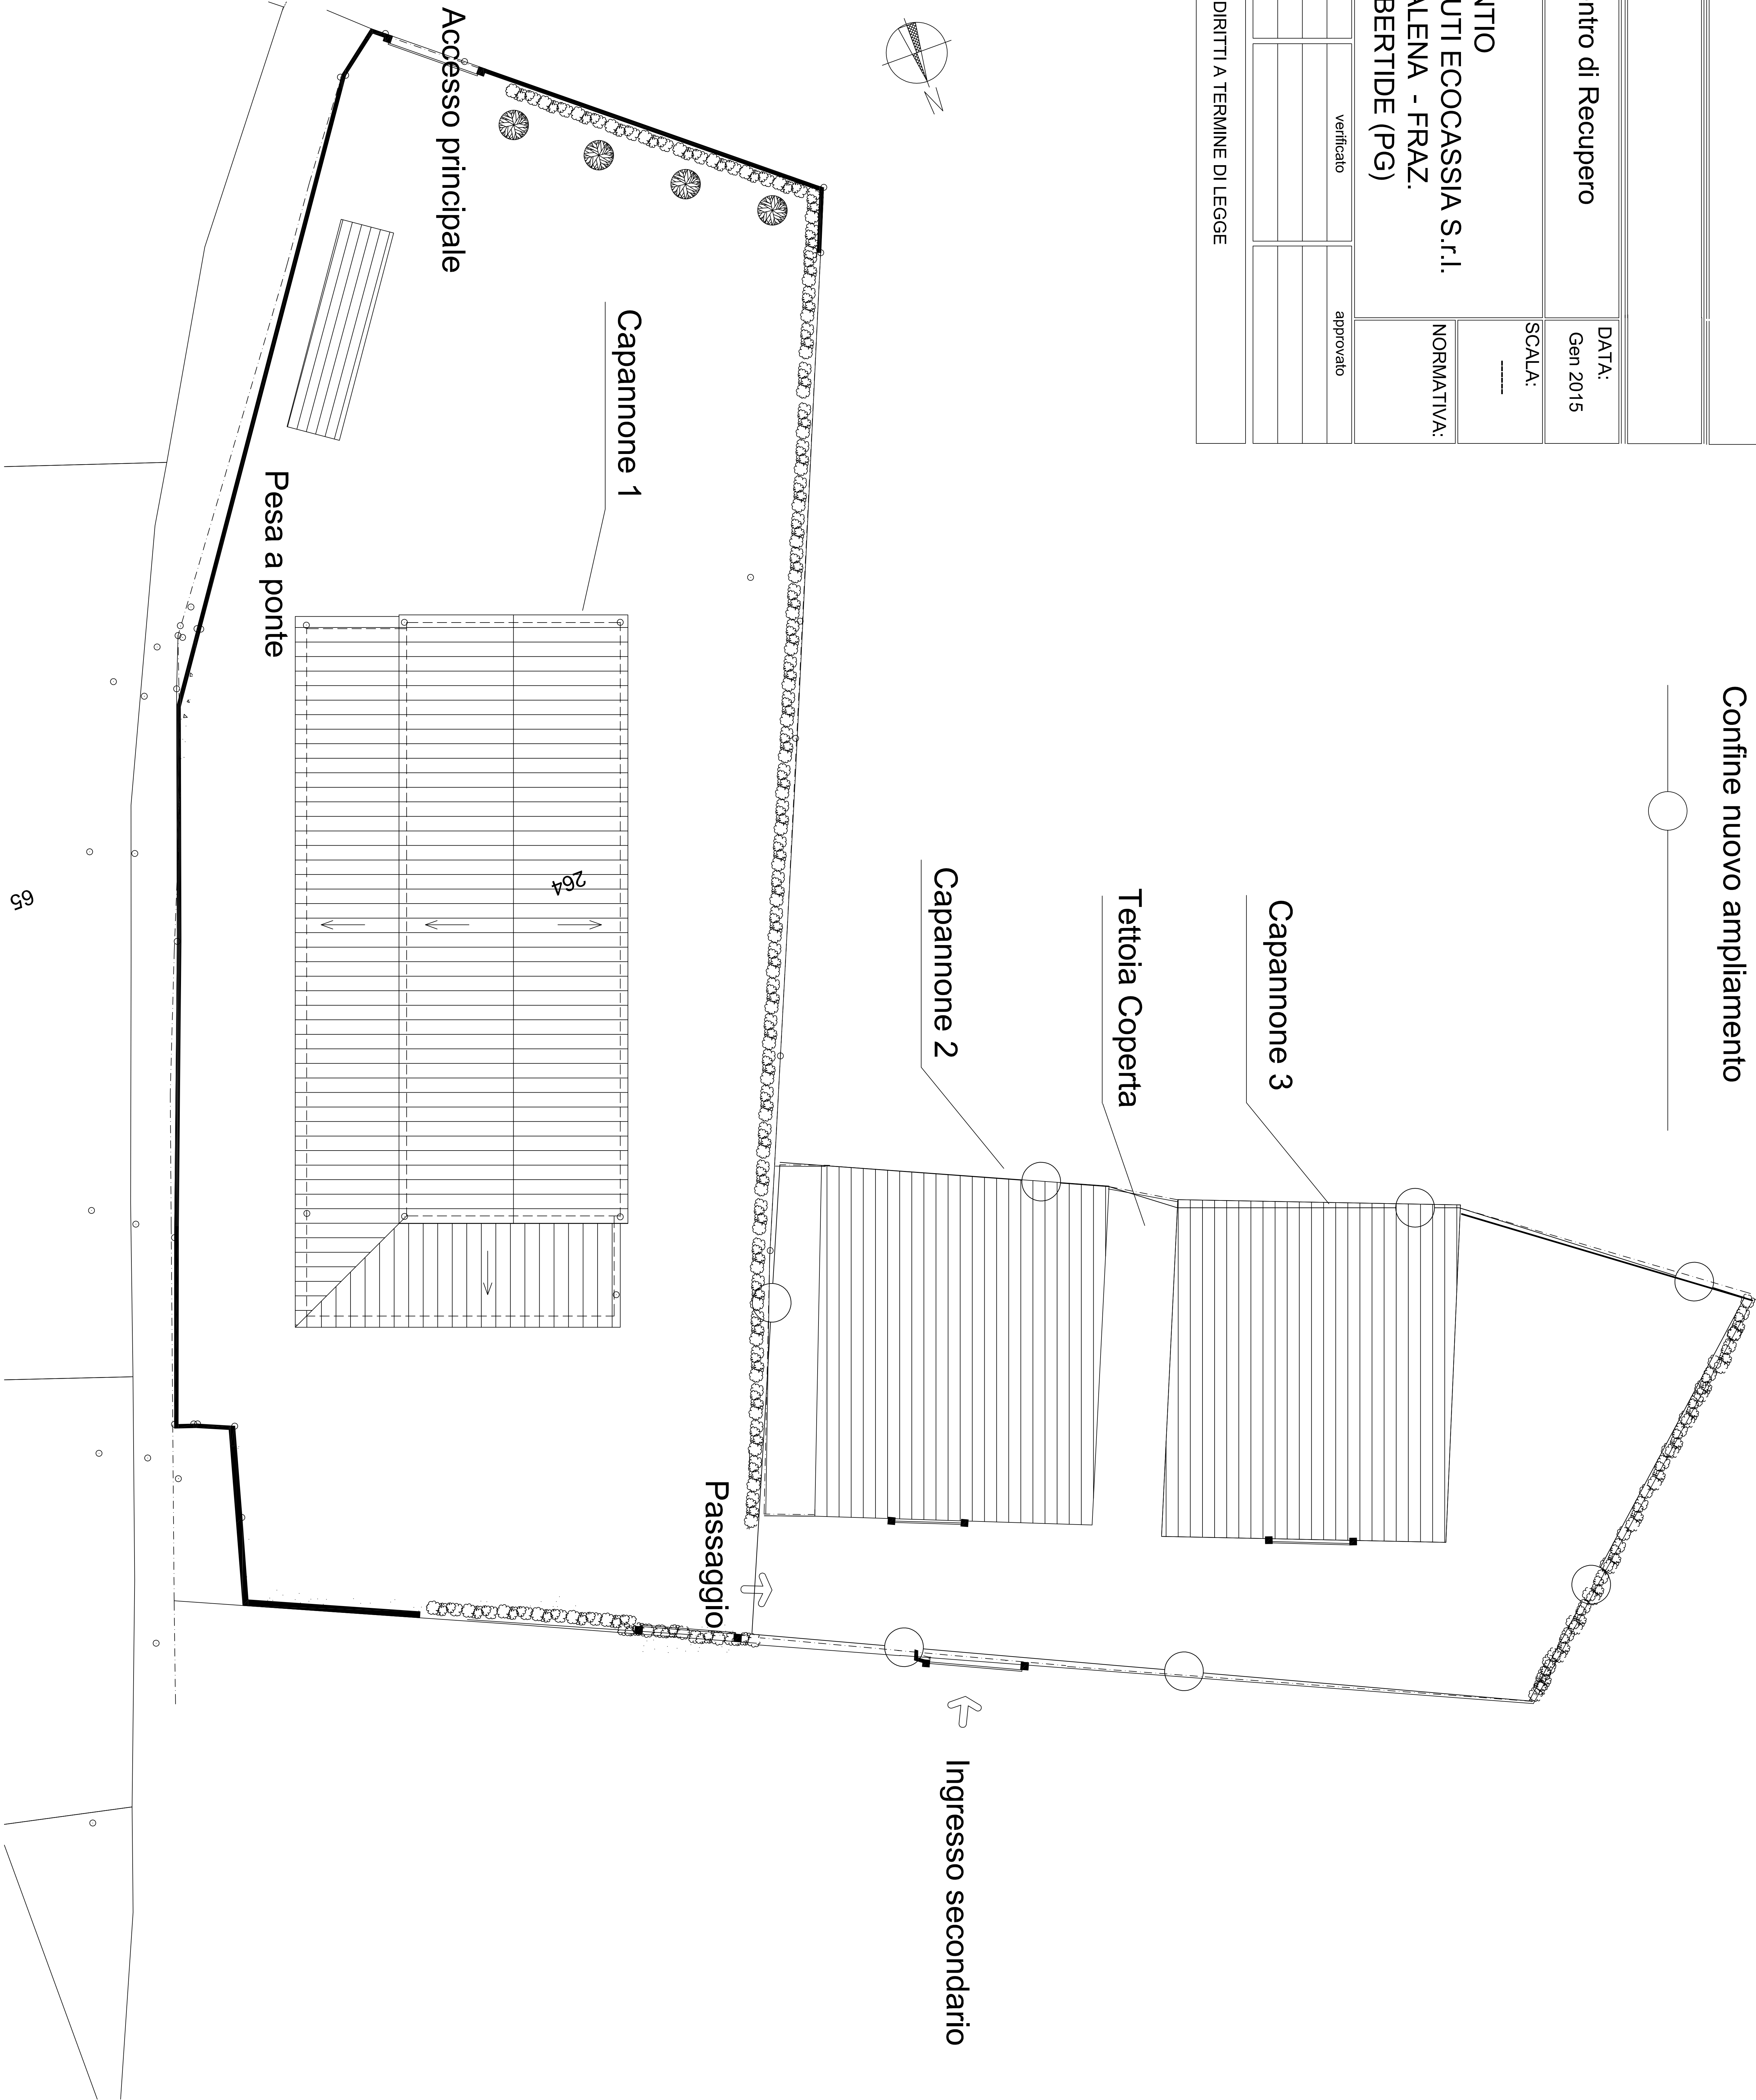 Confine nuovo ampliamento
DATA:
Gen 2015
ntro di Recupero
SCALA:
-----
NTIO
UTI ECOCASSIA S.r.l.
ALENA - FRAZ.
BERTIDE (PG)
NORMATIVA:
verificato
approvato
DIRITTI A TERMINE DI LEGGE
N
Capannone 3
Tettoia Coperta
Capannone 2
Ingresso secondario
Passaggio
Capannone 1
264
Accesso principale
Pesa a ponte
65